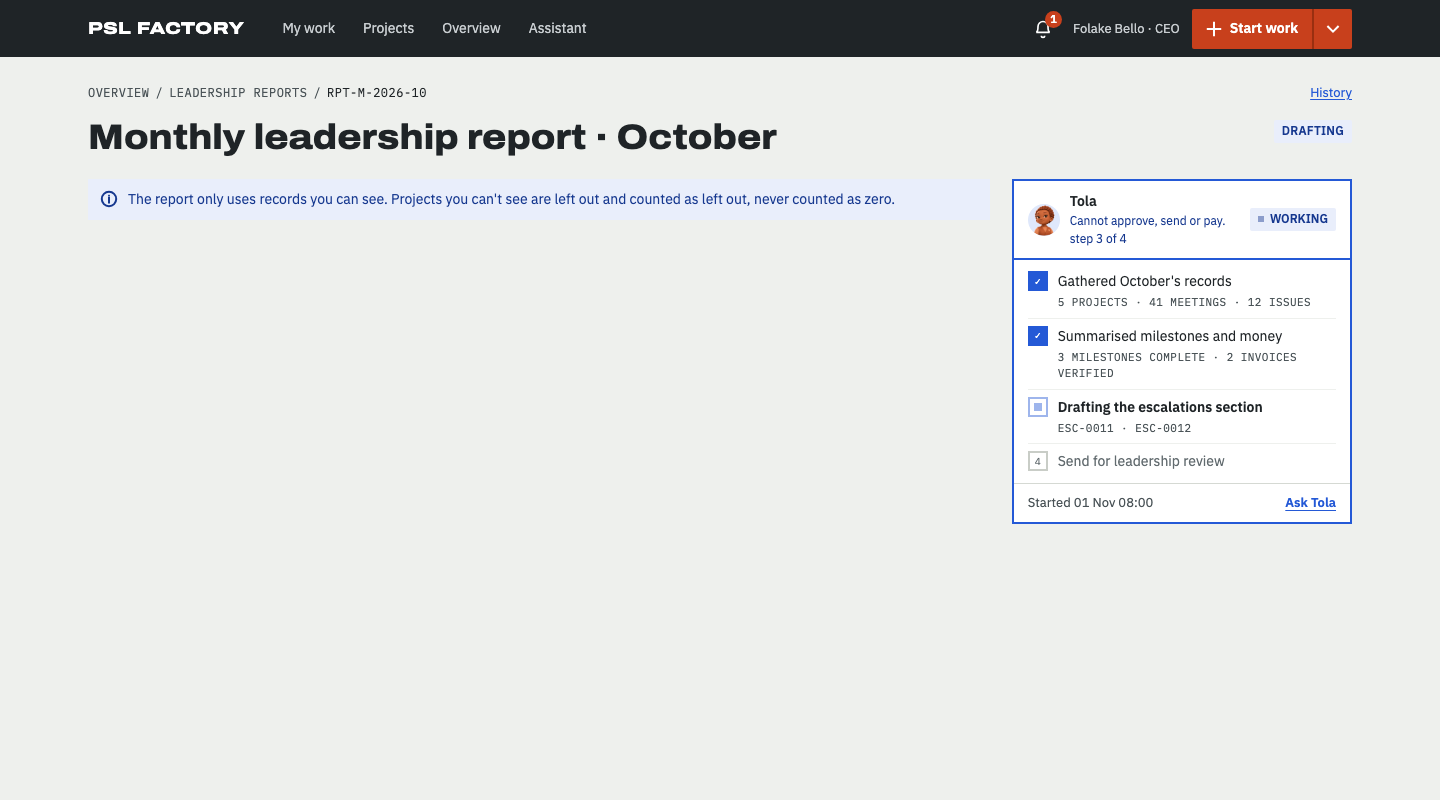 PSL FACTORY
My work
Projects
Overview
Assistant
1
Folake Bello · CEO
Start work
OVERVIEW / LEADERSHIP REPORTS / RPT-M-2026-10
History
Monthly leadership report · October
DRAFTING
The report only uses records you can see. Projects you can't see are left out and counted as left out, never counted as zero.
Tola
Cannot approve, send or pay.
step 3 of 4
WORKING
✓ Gathered October's records
5 PROJECTS · 41 MEETINGS · 12 ISSUES
✓ Summarised milestones and money
3 MILESTONES COMPLETE · 2 INVOICES
VERIFIED
Drafting the escalations section
ESC-0011 · ESC-0012
4 Send for leadership review
Started 01 Nov 08:00
Ask Tola